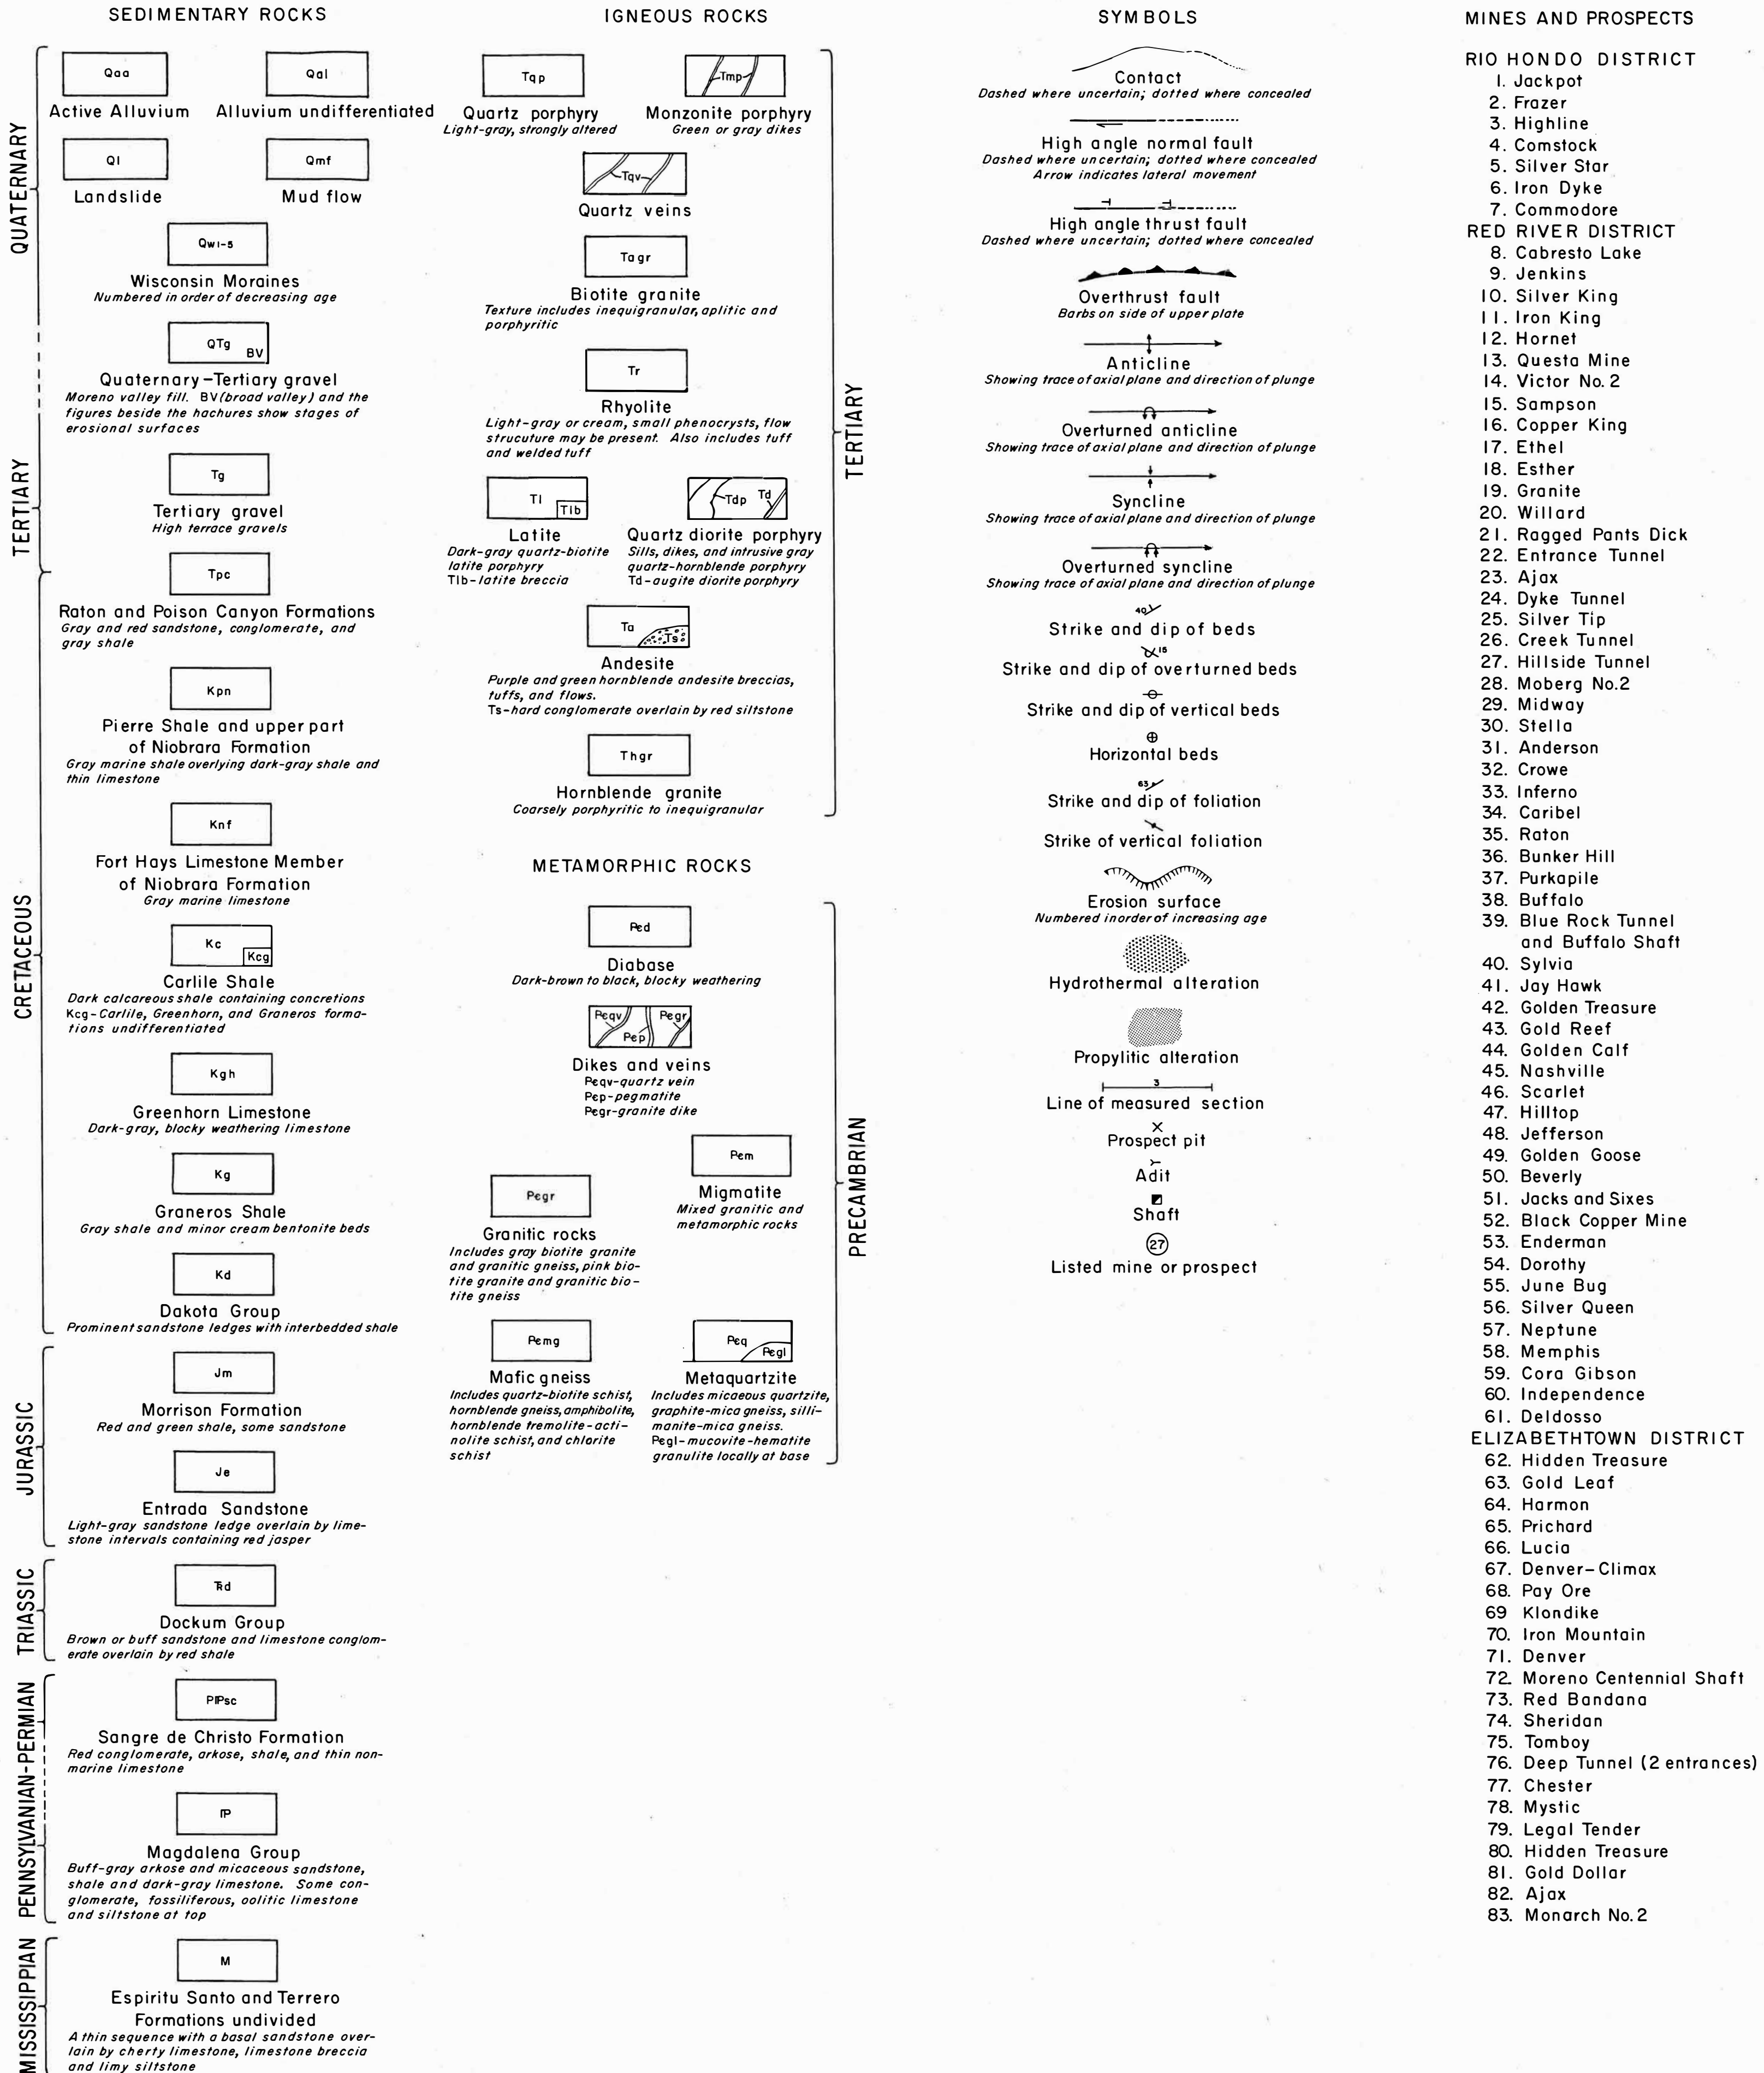 SEDIMENTARY ROCKS
QUATERNARY
Qaa
Active Alluvium
Qal
Alluvium undifferentiated
Ql
Landslide
Qmf
Mud flow
Qw1-5
Wisconsin Moraines
Numbered in order of decreasing age
QTg
BV
Quaternary-Tertiary gravel
Moreno valley fill. BV (broad valley) and the
figures beside the hachures show stages of
erosional surfaces
TERTIARY
Tg
Tertiary gravel
High terrace gravels
Tpc
Raton and Poison Canyon Formations
Gray and red sandstone, conglomerate, and
gray shale
CRETACEOUS
Kpn
Pierre Shale and upper part
of Niobrara Formation
Gray marine shale overlying dark-gray shale and
thin limestone
Knf
Fort Hays Limestone Member
of Niobrara Formation
Gray marine limestone
Kc
Kcg
Carlile Shale
Dark calcareous shale containing concretions
Kcg-Carlile, Greenhorn, and Graneros forma-
tions undifferentiated
Kgh
Greenhorn Limestone
Dark-gray, blocky weathering limestone
Kg
Graneros Shale
Gray shale and minor cream bentonite beds
Kd
Dakota Group
Prominent sandstone ledges with interbedded shale
JURASSIC
Jm
Morrison Formation
Red and green shale, some sandstone
Je
Entrada Sandstone
Light-gray sandstone ledge overlain by lime-
stone intervals containing red jasper
TRIASSIC
Ꞧd
Dockum Group
Brown or buff sandstone and limestone conglom-
erate overlain by red shale
PENNSYLVANIAN-PERMIAN
PIPsc
Sangre de Christo Formation
Red conglomerate, arkose, shale, and thin non-
marine limestone
IP
Magdalena Group
Buff-gray arkose and micaceous sandstone,
shale and dark-gray limestone. Some con-
glomerate, fossiliferous, oolitic limestone
and siltstone at top
MISSISSIPPIAN
M
Espiritu Santo and Terrero
Formations undivided
A thin sequence with a basal sandstone over-
lain by cherty limestone, limestone breccia
and limy siltstone
IGNEOUS ROCKS
TERTIARY
Tqp
Quartz porphyry
Light-gray, strongly altered
Tmp
Monzonite porphyry
Green or gray dikes
Tqv
Quartz veins
Tagr
Biotite granite
Texture includes inequigranular, aplitic and
porphyritic
Tr
Rhyolite
Light-gray or cream, small phenocrysts, flow
strucuture may be present. Also includes tuff
and welded tuff
Tl
Tlb
Latite
Dark-gray quartz-biotite
latite porphyry
Tlb-latite breccia
Tdp
Td
Quartz diorite porphyry
Sills, dikes, and intrusive gray
quartz-hornblende porphyry
Td-augite diorite porphyry
Ta
Ts
Andesite
Purple and green hornblende andesite breccias,
tuffs, and flows.
Ts-hard conglomerate overlain by red siltstone
Thgr
Hornblende granite
Coarsely porphyritic to inequigranular
METAMORPHIC ROCKS
PRECAMBRIAN
P̶ed
Diabase
Dark-brown to black, blocky weathering
P̶eqv
P̶ep
P̶egr
Dikes and veins
P̶eqv-quartz vein
P̶ep-pegmatite
P̶egr-granite dike
P̶em
Migmatite
Mixed granitic and
metamorphic rocks
P̶egr
Granitic rocks
Includes gray biotite granite
and granitic gneiss, pink bio-
tite granite and granitic bio-
tite gneiss
P̶emg
Mafic gneiss
Includes quartz-biotite schist,
hornblende gneiss, amphibolite,
hornblende tremolite-acti-
nolite schist, and chlorite
schist
P̶eq
P̶egl
Metaquartzite
Includes micaeous quartzite,
graphite-mica gneiss, silli-
manite-mica gneiss.
P̶egl-mucovite-hematite
granulite locally at base
SYMBOLS
Contact
Dashed where uncertain; dotted where concealed
High angle normal fault
Dashed where uncertain; dotted where concealed
Arrow indicates lateral movement
High angle thrust fault
Dashed where uncertain; dotted where concealed
Overthrust fault
Barbs on side of upper plate
Anticline
Showing trace of axial plane and direction of plunge
Overturned anticline
Showing trace of axial plane and direction of plunge
Syncline
Showing trace of axial plane and direction of plunge
Overturned syncline
Showing trace of axial plane and direction of plunge
40
Strike and dip of beds
15
Strike and dip of overturned beds
Strike and dip of vertical beds
Horizontal beds
63
Strike and dip of foliation
Strike of vertical foliation
Erosion surface
Numbered in order of increasing age
Hydrothermal alteration
Propylitic alteration
3
Line of measured section
Prospect pit
Adit
Shaft
27
Listed mine or prospect
MINES AND PROSPECTS
RIO HONDO DISTRICT
1. Jackpot
2. Frazer
3. Highline
4. Comstock
5. Silver Star
6. Iron Dyke
7. Commodore
RED RIVER DISTRICT
8. Cabresto Lake
9. Jenkins
10. Silver King
11. Iron King
12. Hornet
13. Questa Mine
14. Victor No. 2
15. Sampson
16. Copper King
17. Ethel
18. Esther
19. Granite
20. Willard
21. Ragged Pants Dick
22. Entrance Tunnel
23. Ajax
24. Dyke Tunnel
25. Silver Tip
26. Creek Tunnel
27. Hillside Tunnel
28. Moberg No.2
29. Midway
30. Stella
31. Anderson
32. Crowe
33. Inferno
34. Caribel
35. Raton
36. Bunker Hill
37. Purkapile
38. Buffalo
39. Blue Rock Tunnel
and Buffalo Shaft
40. Sylvia
41. Jay Hawk
42. Golden Treasure
43. Gold Reef
44. Golden Calf
45. Nashville
46. Scarlet
47. Hilltop
48. Jefferson
49. Golden Goose
50. Beverly
51. Jacks and Sixes
52. Black Copper Mine
53. Enderman
54. Dorothy
55. June Bug
56. Silver Queen
57. Neptune
58. Memphis
59. Cora Gibson
60. Independence
61. Deldosso
ELIZABETHTOWN DISTRICT
62. Hidden Treasure
63. Gold Leaf
64. Harmon
65. Prichard
66. Lucia
67. Denver-Climax
68. Pay Ore
69 Klondike
70. Iron Mountain
71. Denver
72. Moreno Centennial Shaft
73. Red Bandana
74. Sheridan
75. Tomboy
76. Deep Tunnel (2 entrances)
77. Chester
78. Mystic
79. Legal Tender
80. Hidden Treasure
81. Gold Dollar
82. Ajax
83. Monarch No. 2